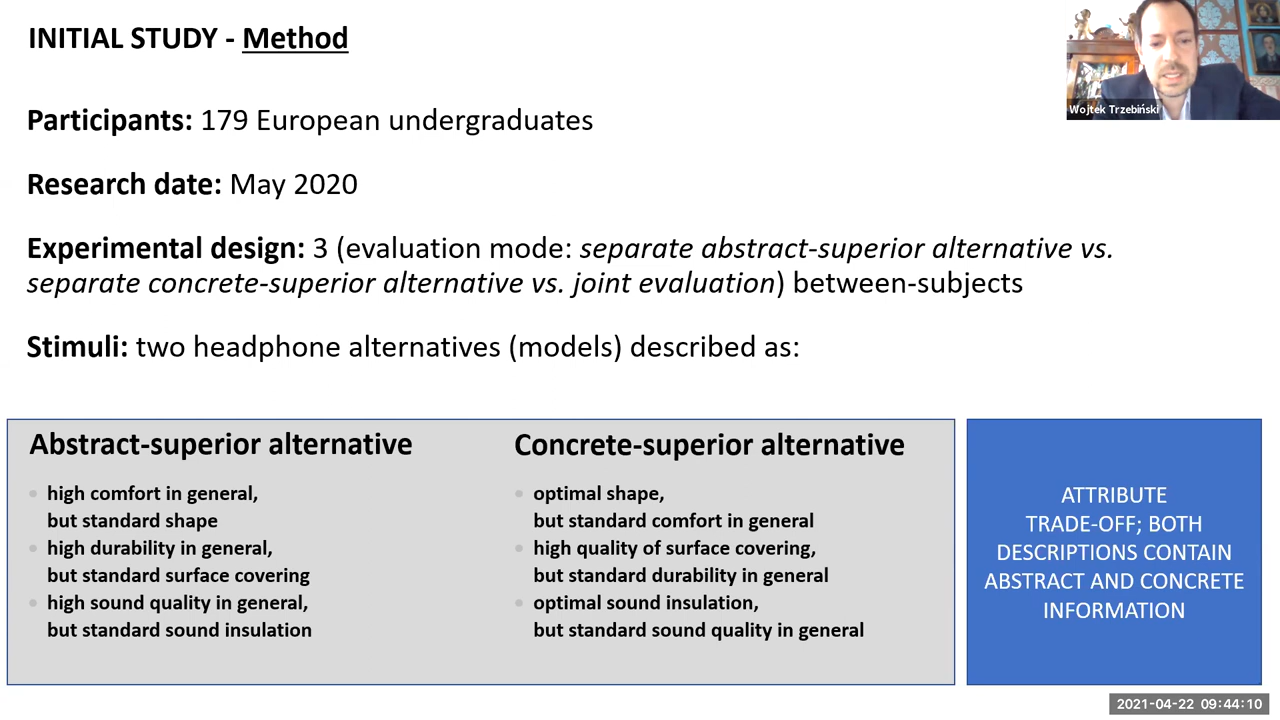 INITIAL STUDY - Method
Wojtek Trzebiński
Participants: 179 European undergraduates
Research date: May 2020
Experimental design: 3 (evaluation mode: separate abstract-superior alternative vs.
separate concrete-superior alternative vs. joint evaluation) between-subjects
Stimuli: two headphone alternatives (models) described as:
Abstract-superior alternative
high comfort in general,
but standard shape
high durability in general,
but standard surface covering
high sound quality in general,
but standard sound insulation
Concrete-superior alternative
optimal shape,
but standard comfort in general
high quality of surface covering,
but standard durability in general
optimal sound insulation,
but standard sound quality in general
ATTRIBUTE
TRADE-OFF; BOTH
DESCRIPTIONS CONTAIN
ABSTRACT AND CONCRETE
INFORMATION
2021-04-22 09:44:10